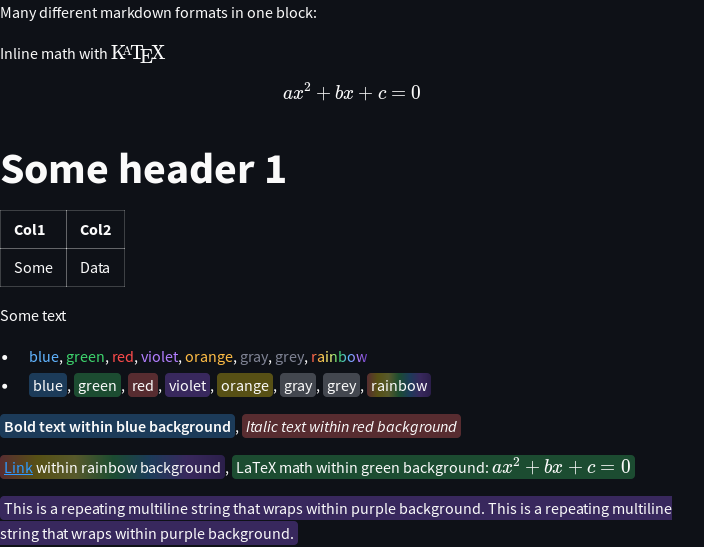 Many different markdown formats in one block:
Inline math with KATEX
ax² + bx + c = 0
Some header 1
Col1 Col2
Some Data
Some text
• blue, green, red, violet, orange, gray, grey, rainbow
• blue , green , red , violet , orange , gray , grey , rainbow
Bold text within blue background , Italic text within red background
Link within rainbow background , LaTeX math within green background: ax² + bx + c = 0
This is a repeating multiline string that wraps within purple background. This is a repeating multiline
string that wraps within purple background.